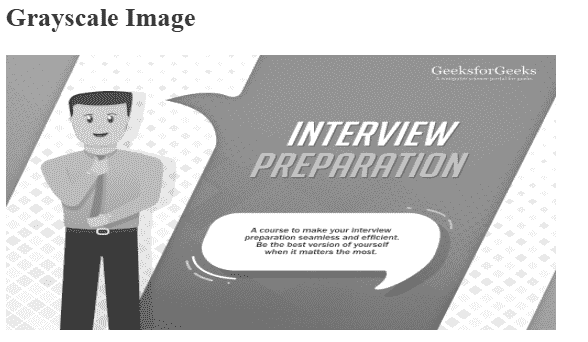 Grayscale Image
GeeksforGeeks
A computer science portal for geeks
INTERVIEW
PREPARATION
A course to make your interview
preparation seamless and efficient.
Be the best version of yourself
when it matters the most.